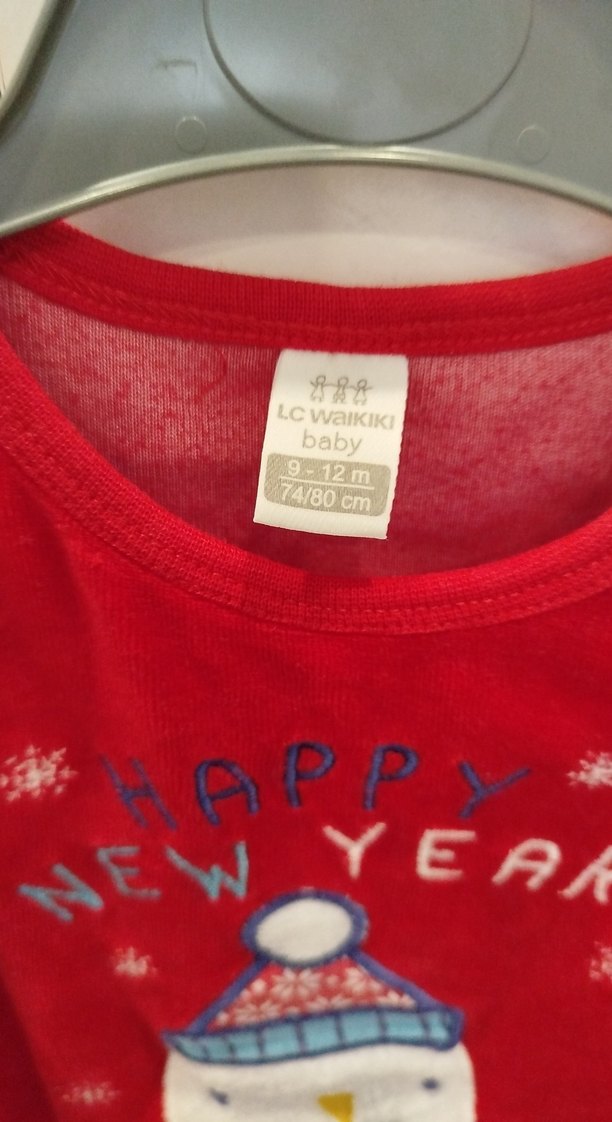 LC WAIKIKI
baby
9 - 12 m
74/80 cm
HAPPY
NEW YEAR